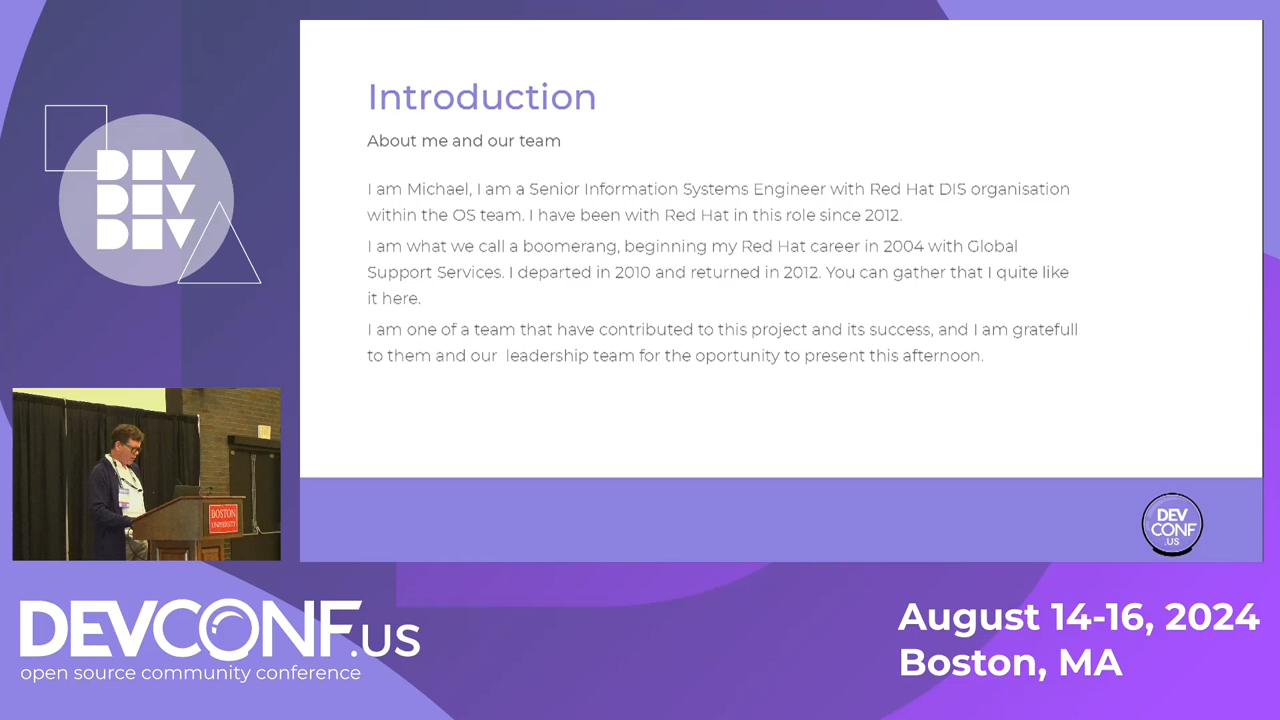 DEV
DEV
DEV
Introduction
About me and our team
I am Michael, I am a Senior Information Systems Engineer with Red Hat DIS organisation
within the OS team. I have been with Red Hat in this role since 2012.
I am what we call a boomerang, beginning my Red Hat career in 2004 with Global
Support Services. I departed in 2010 and returned in 2012. You can gather that I quite like
it here.
I am one of a team that have contributed to this project and its success, and I am gratefull
to them and our leadership team for the oportunity to present this afternoon.
BOSTON
UNIVERSITY
DEV
CONF
.US
DEVCONF.US
open source community conference
August 14-16, 2024
Boston, MA